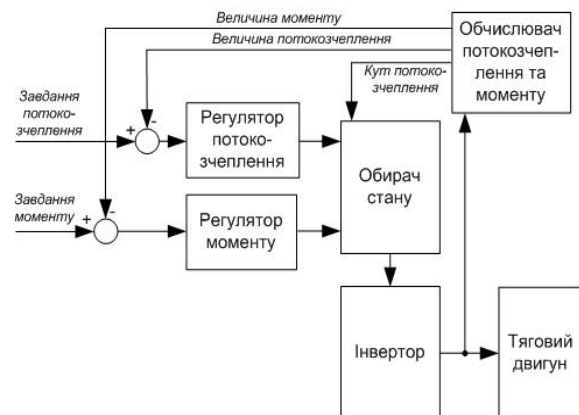 Величина моменту
Величина потокозчеплення
Обчислювач
потокозчеп-
лення та
моменту
Кут потоко-
зчеплення
Завдання
потоко-
зчеплення
+
-
Регулятор
потоко-
зчеплення
Обирач
стану
Завдання
моменту
+
-
Регулятор
моменту
Інвертор
Тяговий
двигун